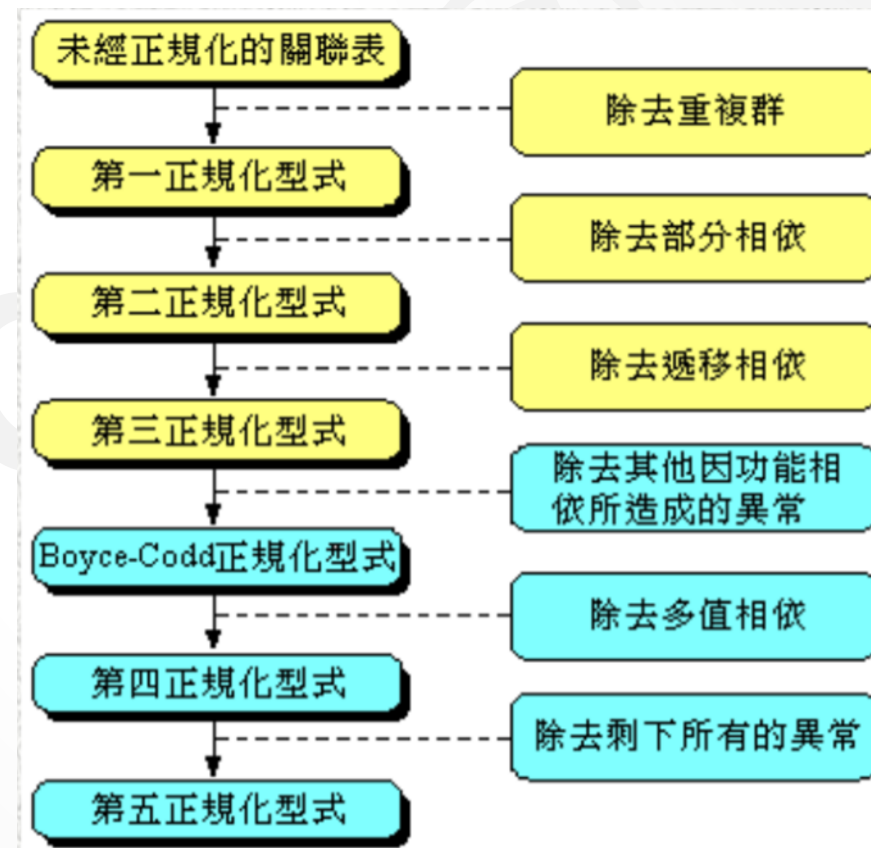 未經正規化的關聯表
除去重複群
第一正規化型式
除去部分相依
第二正規化型式
除去遞移相依
第三正規化型式
除去其他因功能相
依所造成的異常
Boyce-Codd正規化型式
除去多值相依
第四正規化型式
除去剩下所有的異常
第五正規化型式